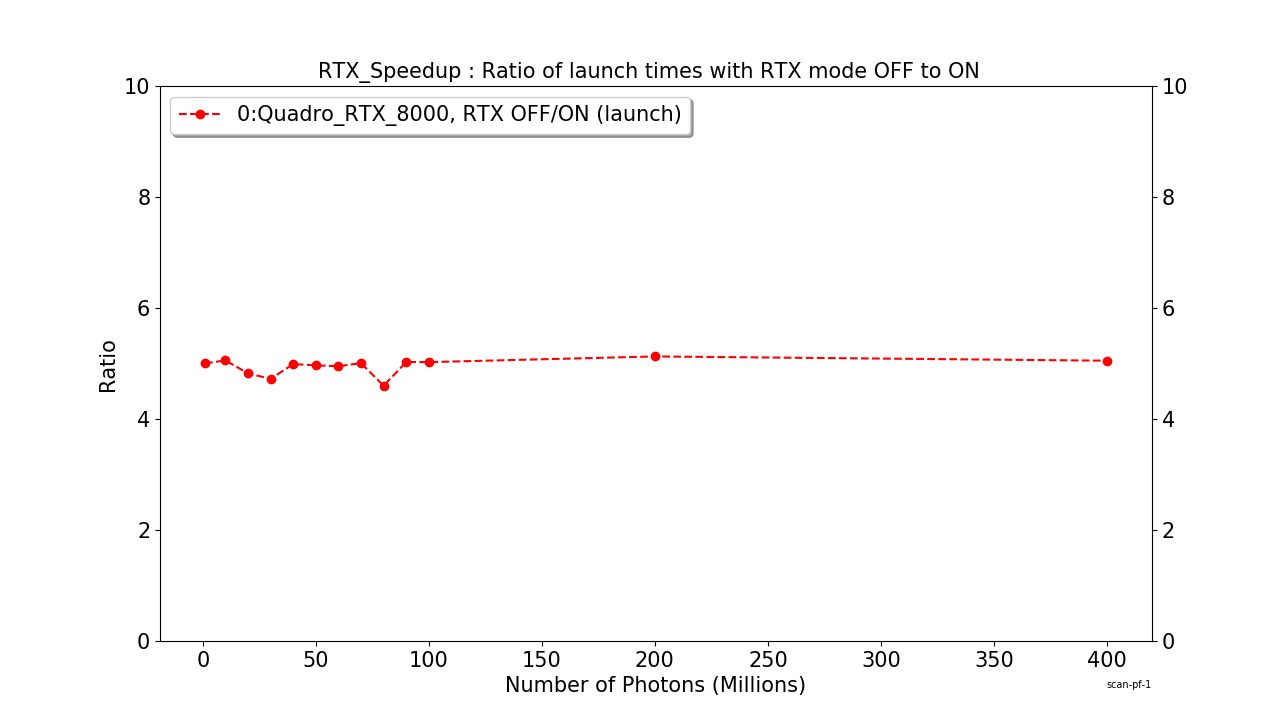 RTX_Speedup : Ratio of launch times with RTX mode OFF to ON
0:Quadro_RTX_8000, RTX OFF/ON (launch)
10 10
8 8
6 6
Ratio
4 4
2 2
0 0
0 50 100 150 200 250 300 350 400
Number of Photons (Millions)
scan-pf-1